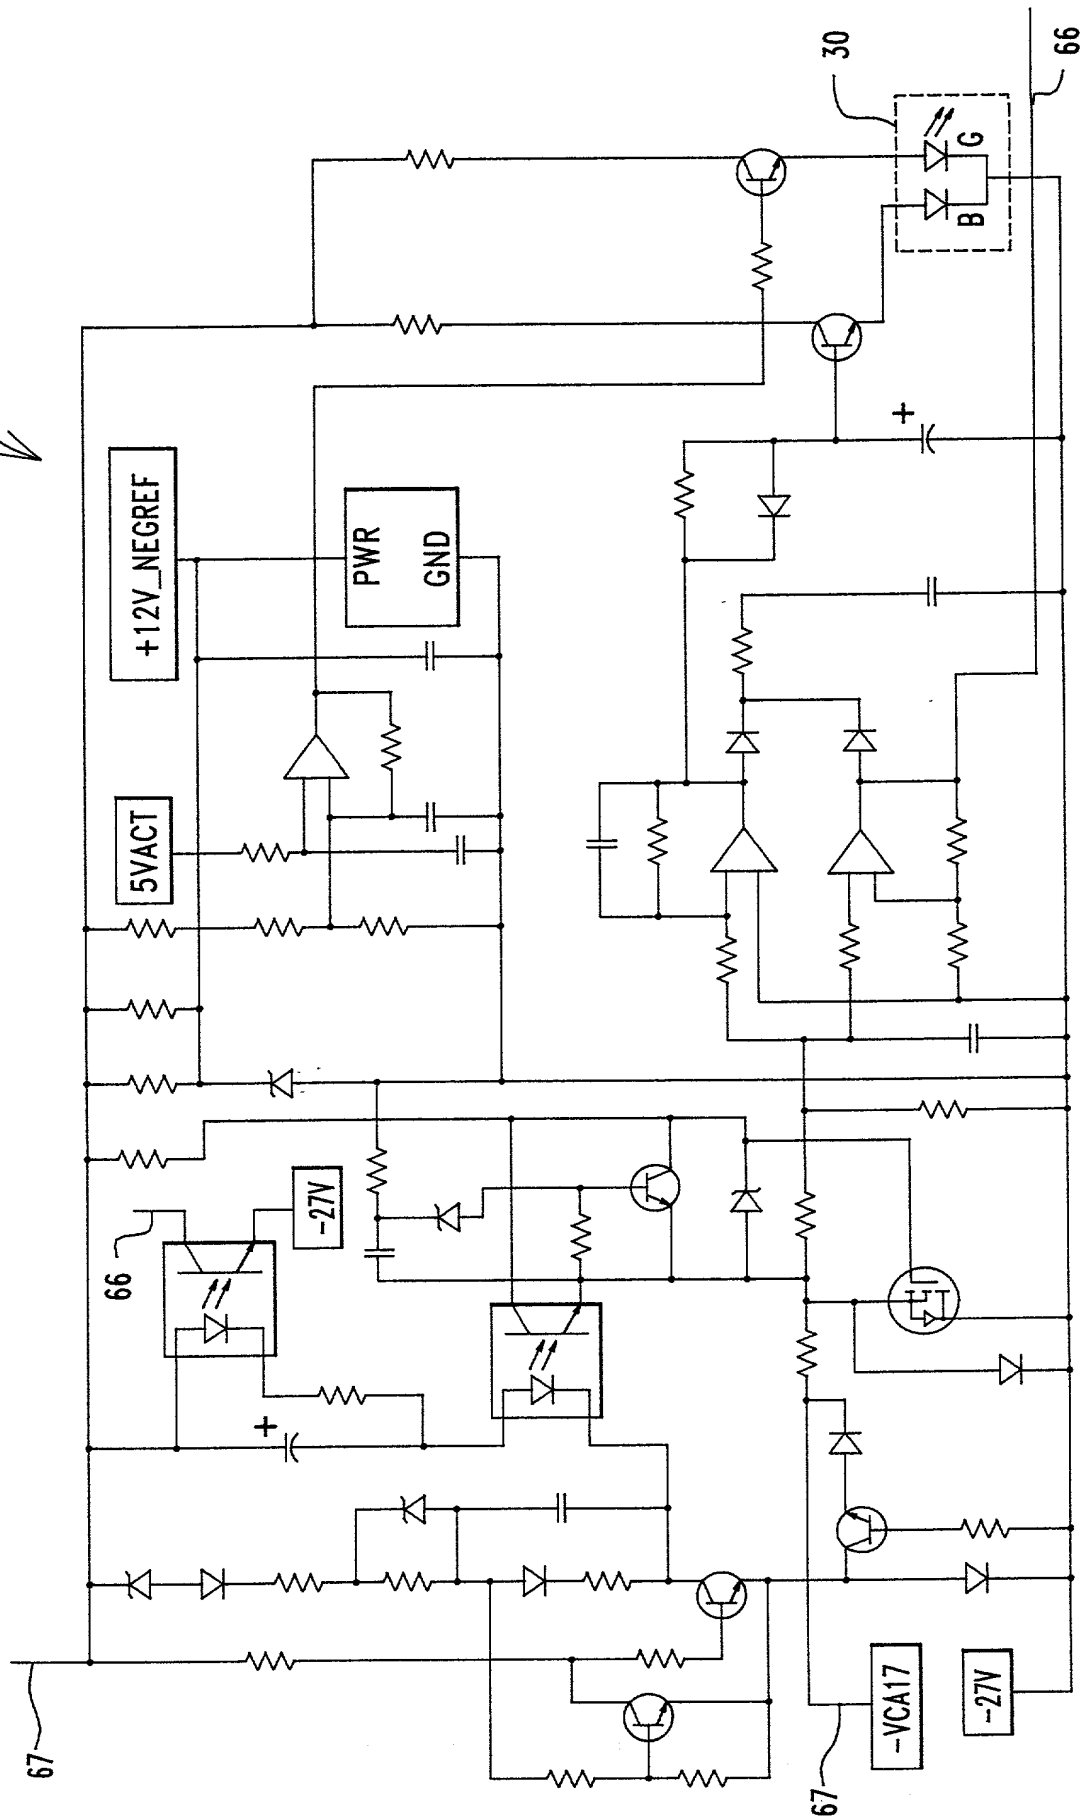 30
66
G
B
+
+12V_NEGREF
PWR
GND
5VACT
66
-27V
+
67
-VCA17
-27V
67